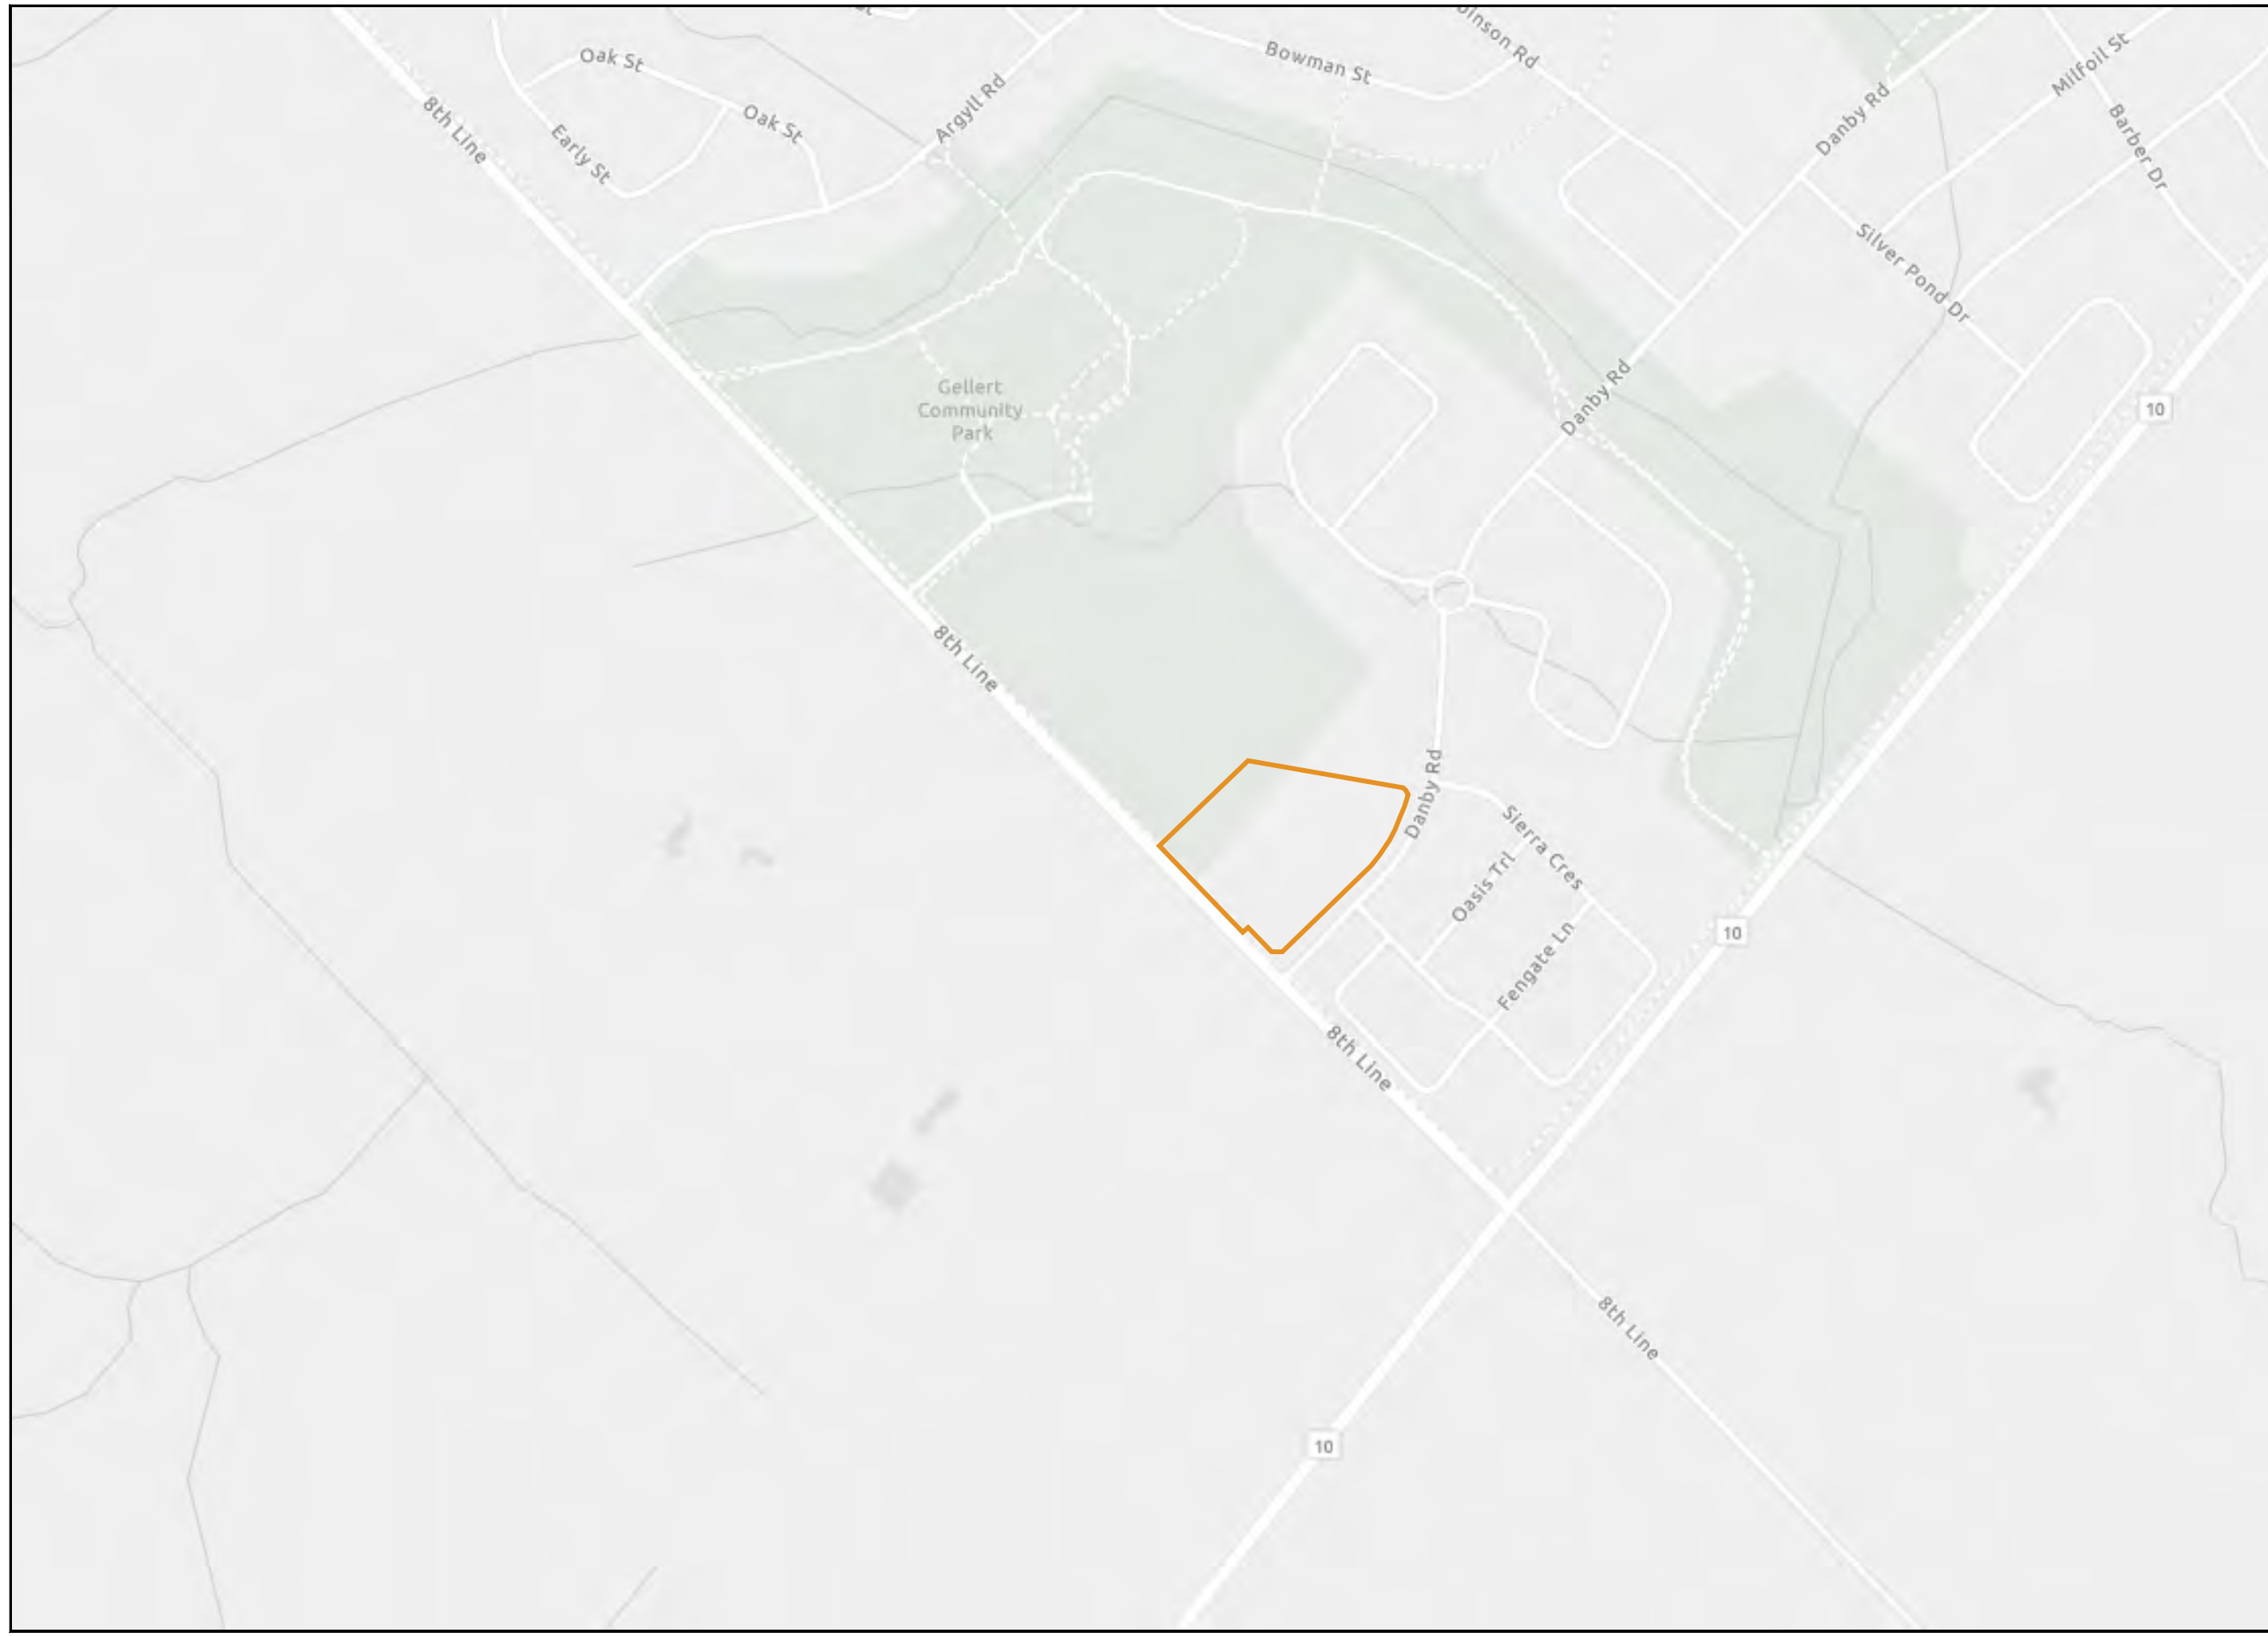 Oak St
Bowman St
binson Rd
Milfoil St
8th Line
Oak St
Argyll Rd
Danby Rd
Early St
Barber Dr
Silver Pond Dr
Gellert
Community
Park
Danby Rd
10
8th Line
Danby Rd
Sierra Cres
Oasis Trl
Fengate Ln
10
8th Line
8th Line
10